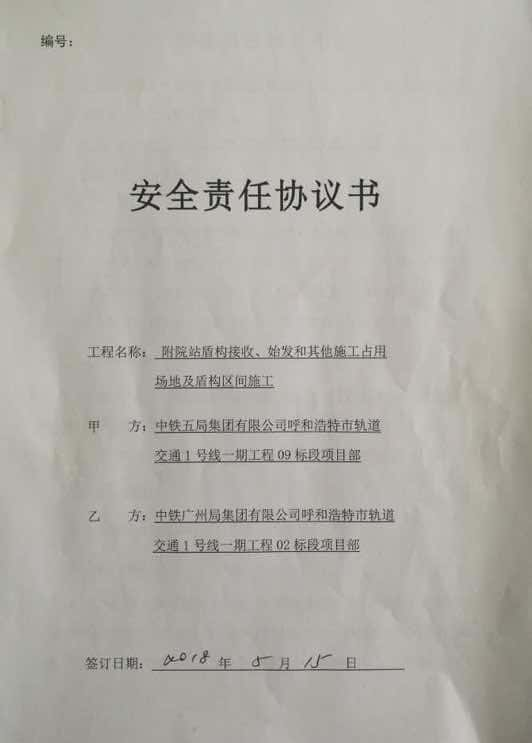 编号：
安全责任协议书
工程名称： 附院站盾构接收、始发和其他施工占用
场地及盾构区间施工
甲 方：中铁五局集团有限公司呼和浩特市轨道
交通1号线一期工程09标段项目部
乙 方：中铁广州局集团有限公司呼和浩特市轨道
交通1号线一期工程02标段项目部
签订日期： 2018 年 5 月 15 日